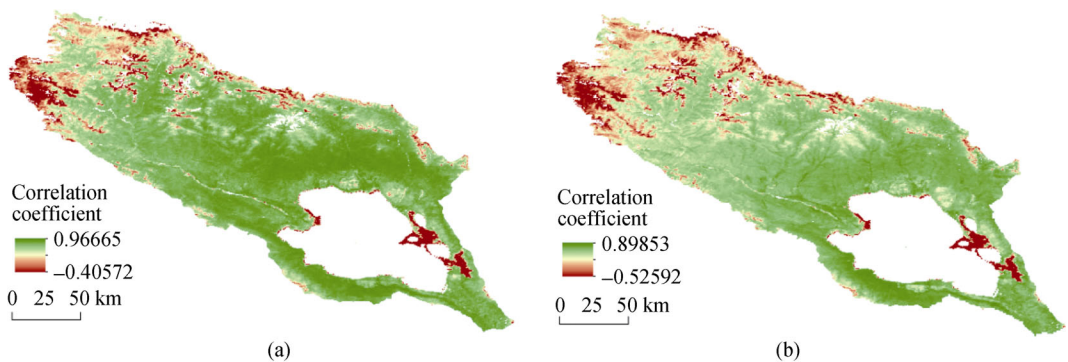 Correlation
coefficient
0.96665
−0.40572
0 25 50 km
(a)
Correlation
coefficient
0.89853
−0.52592
0 25 50 km
(b)